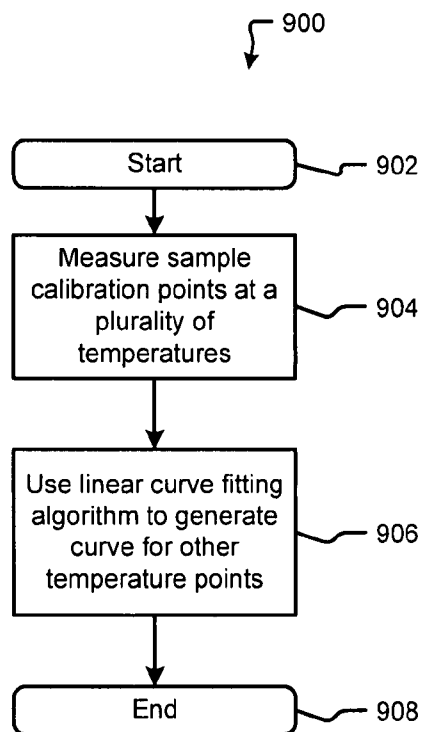 900
Start
902
Measure sample
calibration points at a
plurality of
temperatures
904
Use linear curve fitting
algorithm to generate
curve for other
temperature points
906
End
908